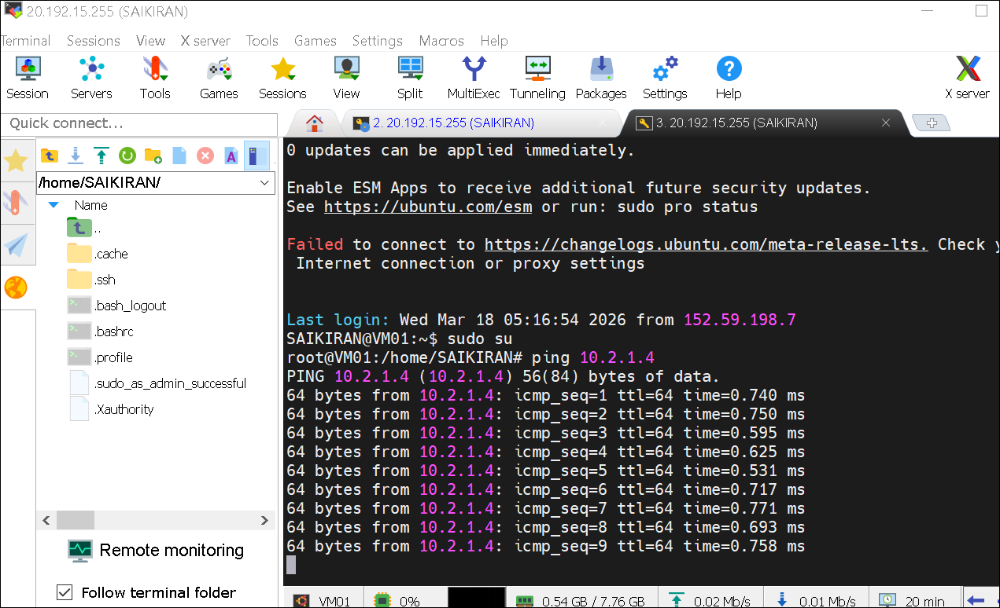 20.192.15.255 (SAIKIRAN)
Terminal Sessions View X server Tools Games Settings Macros Help
Session Servers Tools Games Sessions View Split MultiExec Tunneling Packages Settings Help X server
Quick connect...
2. 20.192.15.255 (SAIKIRAN)
3. 20.192.15.255 (SAIKIRAN)
/home/SAIKIRAN/
Name
..
.cache
.ssh
.bash_logout
.bashrc
.profile
.sudo_as_admin_successful
.Xauthority
Remote monitoring
Follow terminal folder
0 updates can be applied immediately.
Enable ESM Apps to receive additional future security updates.
See https://ubuntu.com/esm or run: sudo pro status
Failed to connect to https://changelogs.ubuntu.com/meta-release-lts. Check y
Internet connection or proxy settings
Last login: Wed Mar 18 05:16:54 2026 from 152.59.198.7
SAIKIRAN@VM01:~$ sudo su
root@VM01:/home/SAIKIRAN# ping 10.2.1.4
PING 10.2.1.4 (10.2.1.4) 56(84) bytes of data.
64 bytes from 10.2.1.4: icmp_seq=1 ttl=64 time=0.740 ms
64 bytes from 10.2.1.4: icmp_seq=2 ttl=64 time=0.750 ms
64 bytes from 10.2.1.4: icmp_seq=3 ttl=64 time=0.595 ms
64 bytes from 10.2.1.4: icmp_seq=4 ttl=64 time=0.625 ms
64 bytes from 10.2.1.4: icmp_seq=5 ttl=64 time=0.531 ms
64 bytes from 10.2.1.4: icmp_seq=6 ttl=64 time=0.717 ms
64 bytes from 10.2.1.4: icmp_seq=7 ttl=64 time=0.771 ms
64 bytes from 10.2.1.4: icmp_seq=8 ttl=64 time=0.693 ms
64 bytes from 10.2.1.4: icmp_seq=9 ttl=64 time=0.758 ms
VM01 0% 0.54 GB / 7.76 GB 0.02 Mb/s 0.01 Mb/s 20 min